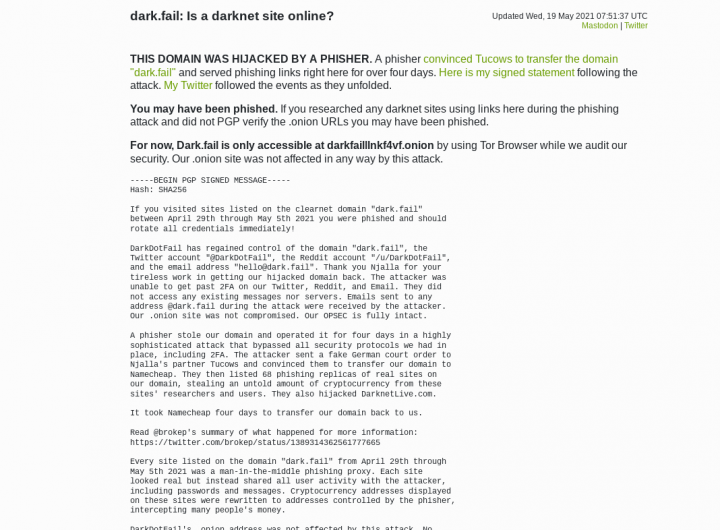 dark.fail: Is a darknet site online?
Updated Wed, 19 May 2021 07:51:37 UTC
Mastodon | Twitter
THIS DOMAIN WAS HIJACKED BY A PHISHER. A phisher convinced Tucows to transfer the domain
"dark.fail" and served phishing links right here for over four days. Here is my signed statement following the
attack. My Twitter followed the events as they unfolded.
You may have been phished. If you researched any darknet sites using links here during the phishing
attack and did not PGP verify the .onion URLs you may have been phished.
For now, Dark.fail is only accessible at darkfailllnkf4vf.onion by using Tor Browser while we audit our
security. Our .onion site was not affected in any way by this attack.
-----BEGIN PGP SIGNED MESSAGE-----
Hash: SHA256
If you visited sites listed on the clearnet domain "dark.fail"
between April 29th through May 5th 2021 you were phished and should
rotate all credentials immediately!
DarkDotFail has regained control of the domain "dark.fail", the
Twitter account "@DarkDotFail", the Reddit account "/u/DarkDotFail",
and the email address "hello@dark.fail". Thank you Njalla for your
tireless work in getting our hijacked domain back. The attacker was
unable to get past 2FA on our Twitter, Reddit, and Email. They did
not access any existing messages nor servers. Emails sent to any
address @dark.fail during the attack were received by the attacker.
Our .onion site was not compromised. Our OPSEC is fully intact.
A phisher stole our domain and operated it for four days in a highly
sophisticated attack that bypassed all security protocols we had in
place, including 2FA. The attacker sent a fake German court order to
Njalla's partner Tucows and convinced them to transfer our domain to
Namecheap. They then listed 68 phishing replicas of real sites on
our domain, stealing an untold amount of cryptocurrency from these
sites' researchers and users. They also hijacked DarknetLive.com.
It took Namecheap four days to transfer our domain back to us.
Read @brokep's summary of what happened for more information:
https://twitter.com/brokep/status/1389314362561777665
Every site listed on the domain "dark.fail" from April 29th through
May 5th 2021 was a man-in-the-middle phishing proxy. Each site
looked real but instead shared all user activity with the attacker,
including passwords and messages. Cryptocurrency addresses displayed
on these sites were rewritten to addresses controlled by the phisher,
intercepting many people's money.
DarkDotFail's .onion address was not affected by this attack. No